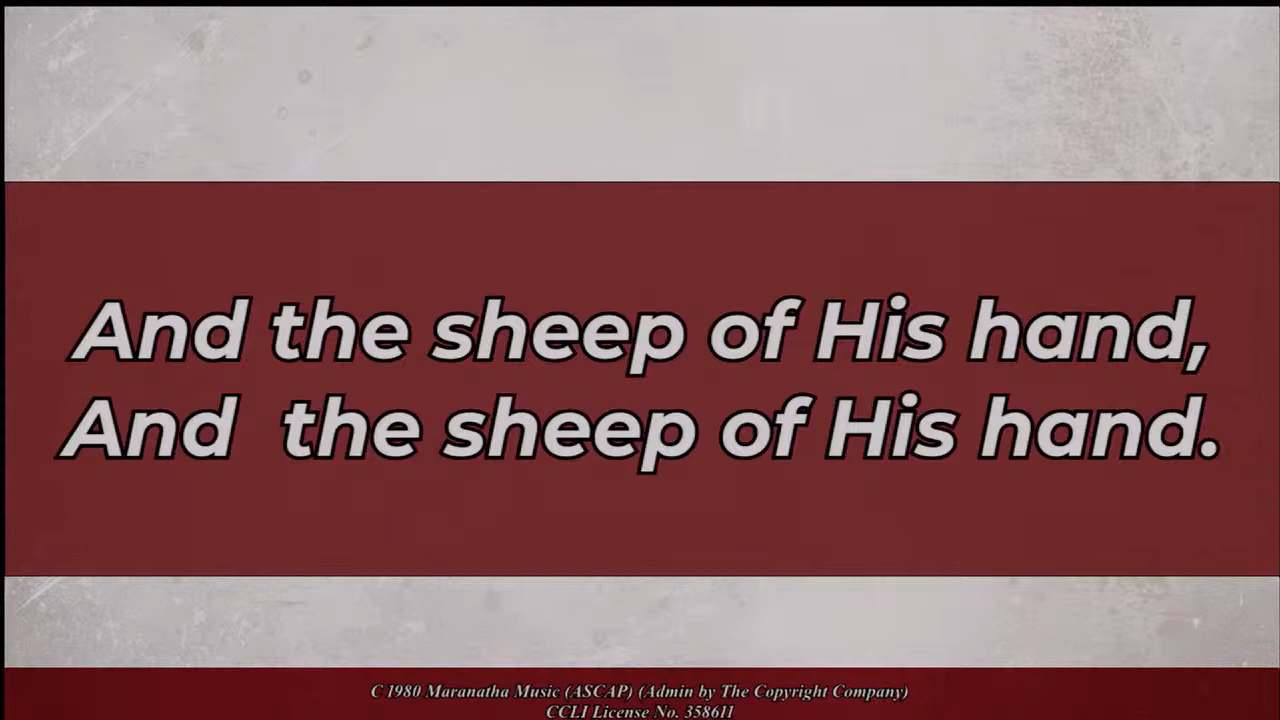 And the sheep of His hand,
And the sheep of His hand.
C 1980 Maranatha Music (ASCAP) (Admin by The Copyright Company)
CCLI License No. 358611